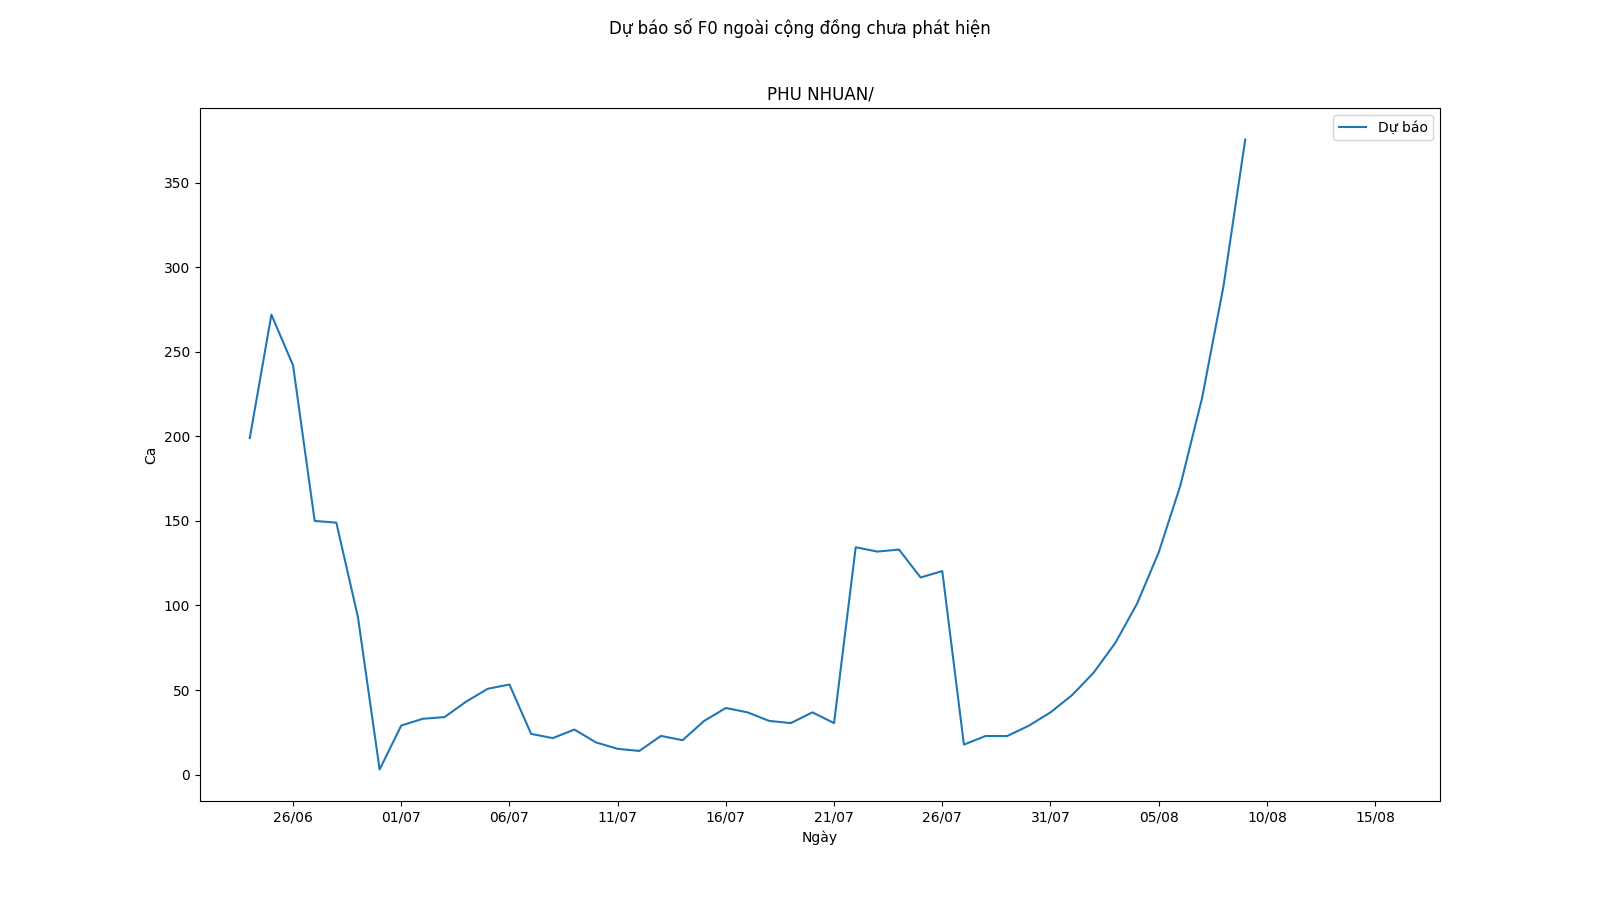 Dự báo số F0 ngoài cộng đồng chưa phát hiện
PHU NHUAN/
Dự báo
350
300
250
200
150
100
50
0
Ca
26/06 01/07 06/07 11/07 16/07 21/07 26/07 31/07 05/08 10/08 15/08
Ngày